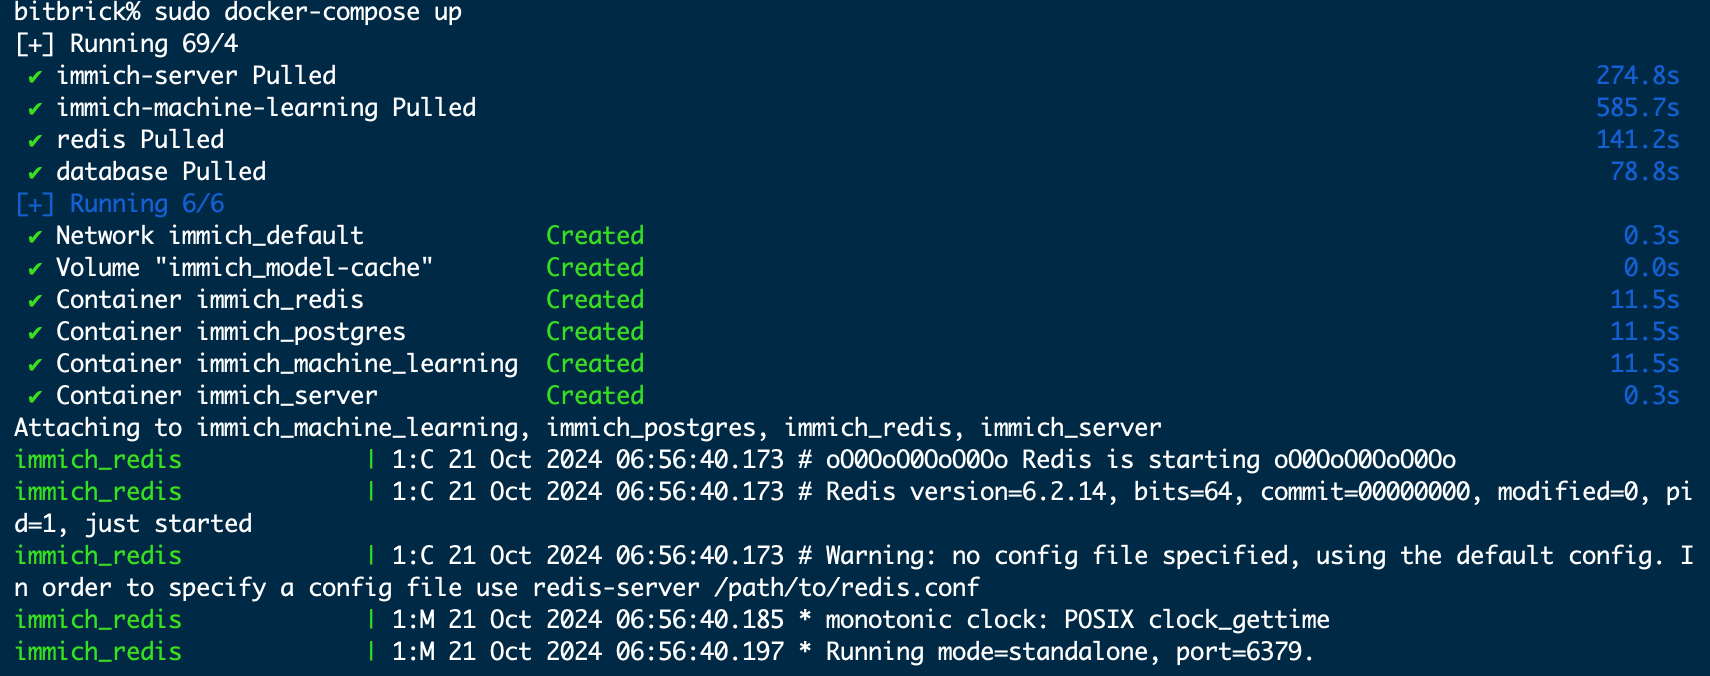 bitbrick% sudo docker-compose up
[+] Running 69/4
✔ immich-server Pulled 274.8s
✔ immich-machine-learning Pulled 585.7s
✔ redis Pulled 141.2s
✔ database Pulled 78.8s
[+] Running 6/6
✔ Network immich_default Created 0.3s
✔ Volume "immich_model-cache" Created 0.0s
✔ Container immich_redis Created 11.5s
✔ Container immich_postgres Created 11.5s
✔ Container immich_machine_learning Created 11.5s
✔ Container immich_server Created 0.3s
Attaching to immich_machine_learning, immich_postgres, immich_redis, immich_server
immich_redis | 1:C 21 Oct 2024 06:56:40.173 # oO0OoO0OoO0Oo Redis is starting oO0OoO0OoO0Oo
immich_redis | 1:C 21 Oct 2024 06:56:40.173 # Redis version=6.2.14, bits=64, commit=00000000, modified=0, pi
d=1, just started
immich_redis | 1:C 21 Oct 2024 06:56:40.173 # Warning: no config file specified, using the default config. I
n order to specify a config file use redis-server /path/to/redis.conf
immich_redis | 1:M 21 Oct 2024 06:56:40.185 * monotonic clock: POSIX clock_gettime
immich_redis | 1:M 21 Oct 2024 06:56:40.197 * Running mode=standalone, port=6379.